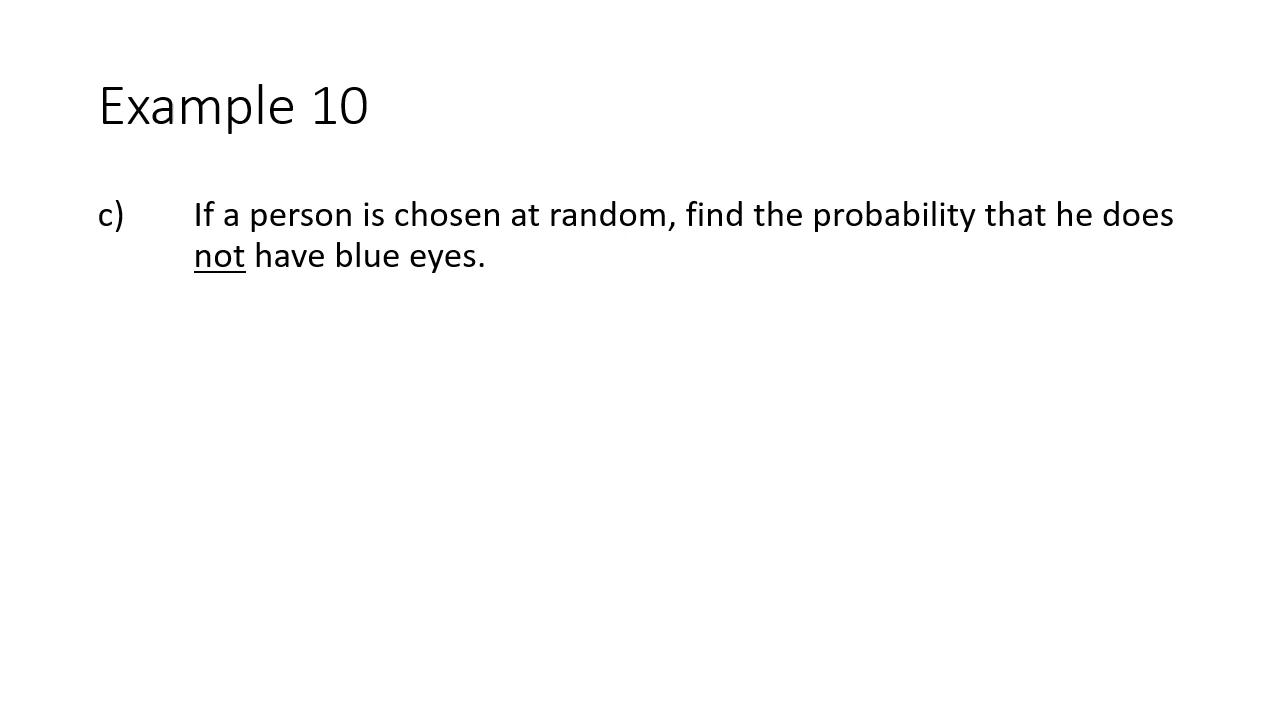 Example 10
c) If a person is chosen at random, find the probability that he does
not have blue eyes.